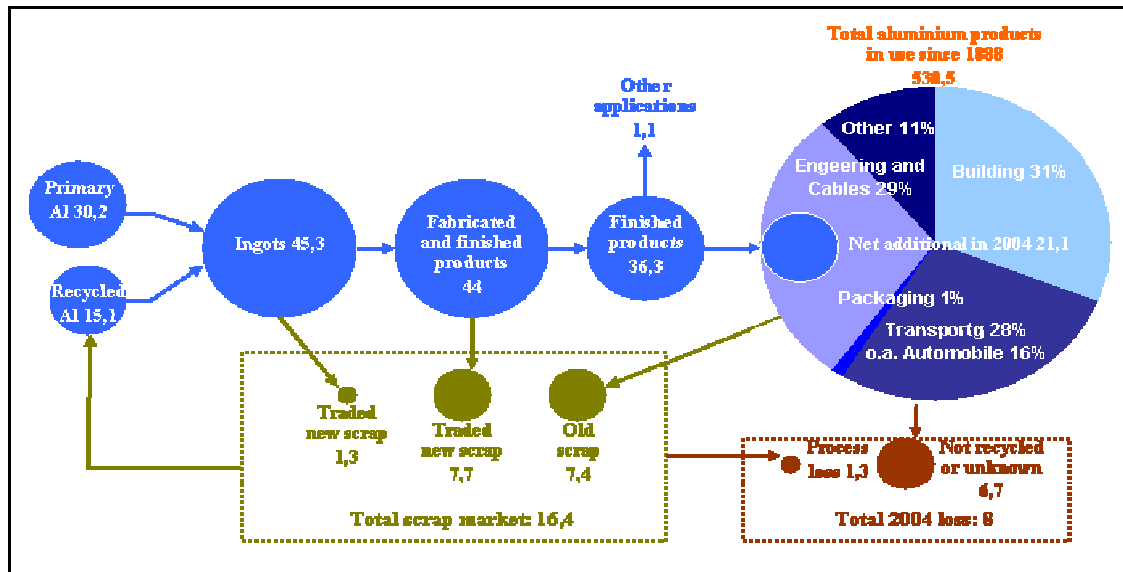 Total aluminium products
in use since 1888
530,5
Other
applications
1,1
Other 11%
Engeering and
Cables 29%
Building 31%
Primary
Al 30,2
Ingots 45,3
Fabricated
and finished
products
44
Finished
products
36,3
Net additional in 2004 21,1
Recycled
Al 15,1
Packaging 1%
Transportg 28%
o.a. Automobile 16%
Traded
new scrap
1,3
Traded
new scrap
7,7
Old
scrap
7,4
Total scrap market: 16,4
Process
loss 1,3
Not recycled
or unknown
6,7
Total 2004 loss: 8